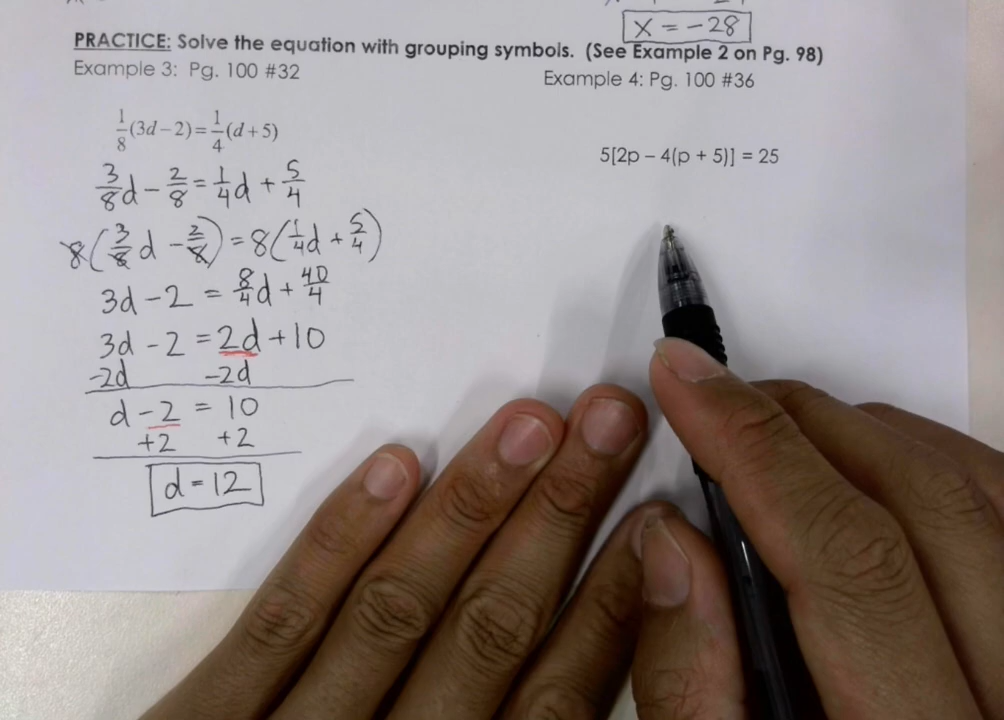 x = -28
PRACTICE: Solve the equation with grouping symbols. (See Example 2 on Pg. 98)
Example 3: Pg. 100 #32
1/8(3d – 2) = 1/4(d + 5)
3/8d - 2/8 = 1/4d + 5/4
8(3/8d - 2/8) = 8(1/4d + 5/4)
3d - 2 = 8/4d + 40/4
3d - 2 = 2d + 10
-2d -2d
d - 2 = 10
+2 +2
d = 12
Example 4: Pg. 100 #36
5[2p – 4(p + 5)] = 25